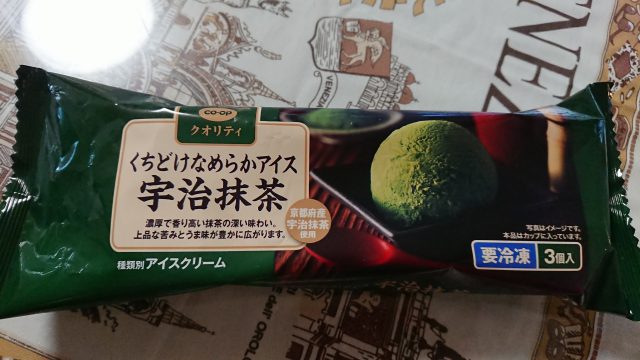 CO·OP
クオリティ
くちどけなめらかアイス
宇治抹茶
濃厚で香り高い抹茶の深い味わい。
上品な苦みとうま味が豊かに広がります。
京都府産
宇治抹茶
使用
種類別 アイスクリーム
写真はイメージです。
本品はカップに入っています。
要冷凍 3個入
宇治抹
VENEZ